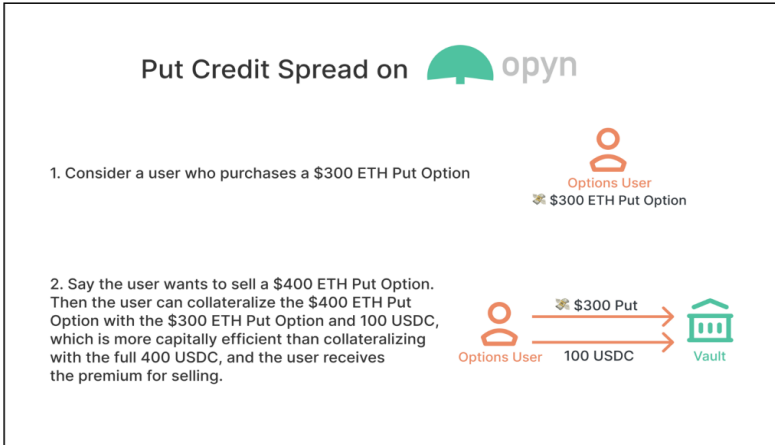 Put Credit Spread on opyn
1. Consider a user who purchases a $300 ETH Put Option
Options User
💸 $300 ETH Put Option
2. Say the user wants to sell a $400 ETH Put Option.
Then the user can collateralize the $400 ETH Put
Option with the $300 ETH Put Option and 100 USDC,
which is more capitally efficient than collateralizing
with the full 400 USDC, and the user receives
the premium for selling.
💸 $300 Put
Options User 100 USDC Vault